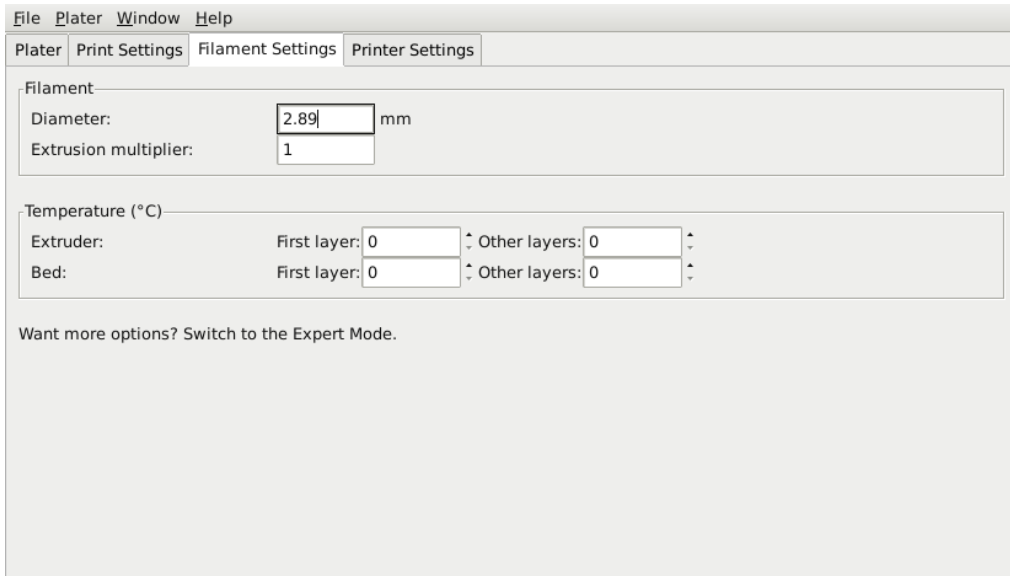 File Plater Window Help
Plater Print Settings Filament Settings Printer Settings
Filament
Diameter: 2.89 mm
Extrusion multiplier: 1
Temperature (°C)
Extruder: First layer: 0 Other layers: 0
Bed: First layer: 0 Other layers: 0
Want more options? Switch to the Expert Mode.